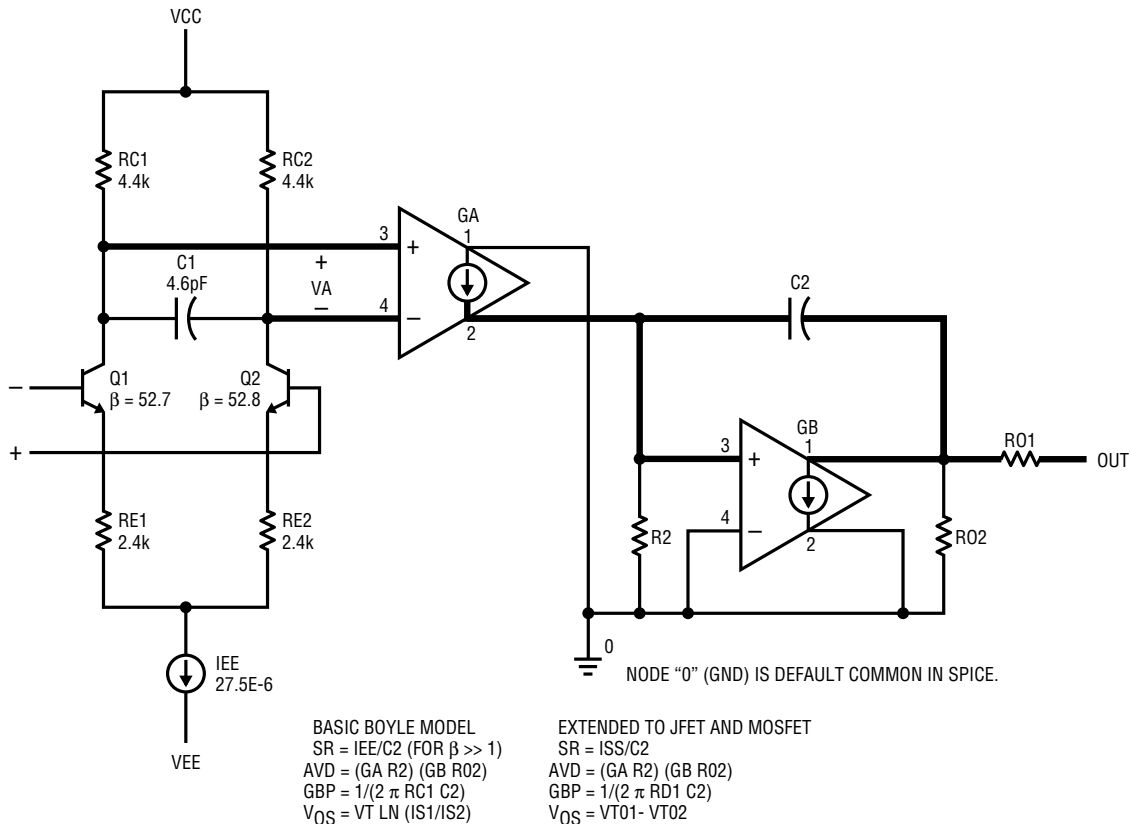 VCC
RC1
4.4k
RC2
4.4k
GA
3
1
+
C1
4.6pF
+
VA
–
4
–
2
C2
–
Q1
β = 52.7
Q2
β = 52.8
+
GB
3
1
+
RO1
OUT
4
–
2
R2
RO2
RE1
2.4k
RE2
2.4k
0
IEE
27.5E-6
NODE “0” (GND) IS DEFAULT COMMON IN SPICE.
VEE
BASIC BOYLE MODEL
SR = IEE/C2 (FOR β >> 1)
AVD = (GA R2) (GB R02)
GBP = 1/(2 π RC1 C2)
VOS = VT LN (IS1/IS2)
EXTENDED TO JFET AND MOSFET
SR = ISS/C2
AVD = (GA R2) (GB R02)
GBP = 1/(2 π RD1 C2)
VOS = VT01- VT02